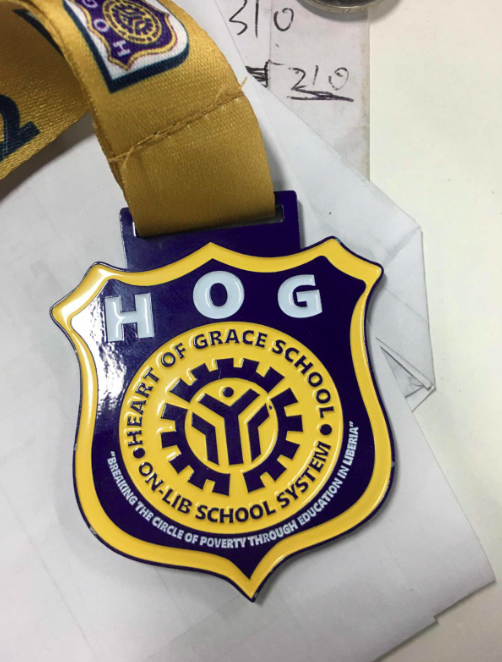 310
210
HOG
2
H O G
HEART OF GRACE SCHOOL
ON-LIB SCHOOL SYSTEM
"BREAKING THE CIRCLE OF POVERTY THROUGH EDUCATION IN LIBERIA"